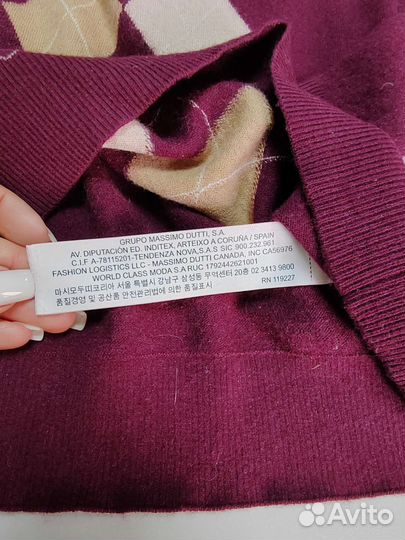 GRUPO MASSIMO DUTTI, S.A.
AV. DIPUTACIÓN ED. INDITEX, ARTEIXO A CORUÑA / SPAIN
C.I.F A-78115201-TENDENZA NOVA,S.A.S SIC 900.232.961
FASHION LOGISTICS LLC - MASSIMO DUTTI CANADA, INC CA56976
WORLD CLASS MODA S.A RUC 1792442621001
마시모두띠코리아 서울 특별시 강남구 삼성동 무역센터 20층 02 3413 9800
품질경영 및 공산품 안전관리법에 의한 품질표시
RN 119227
Avito